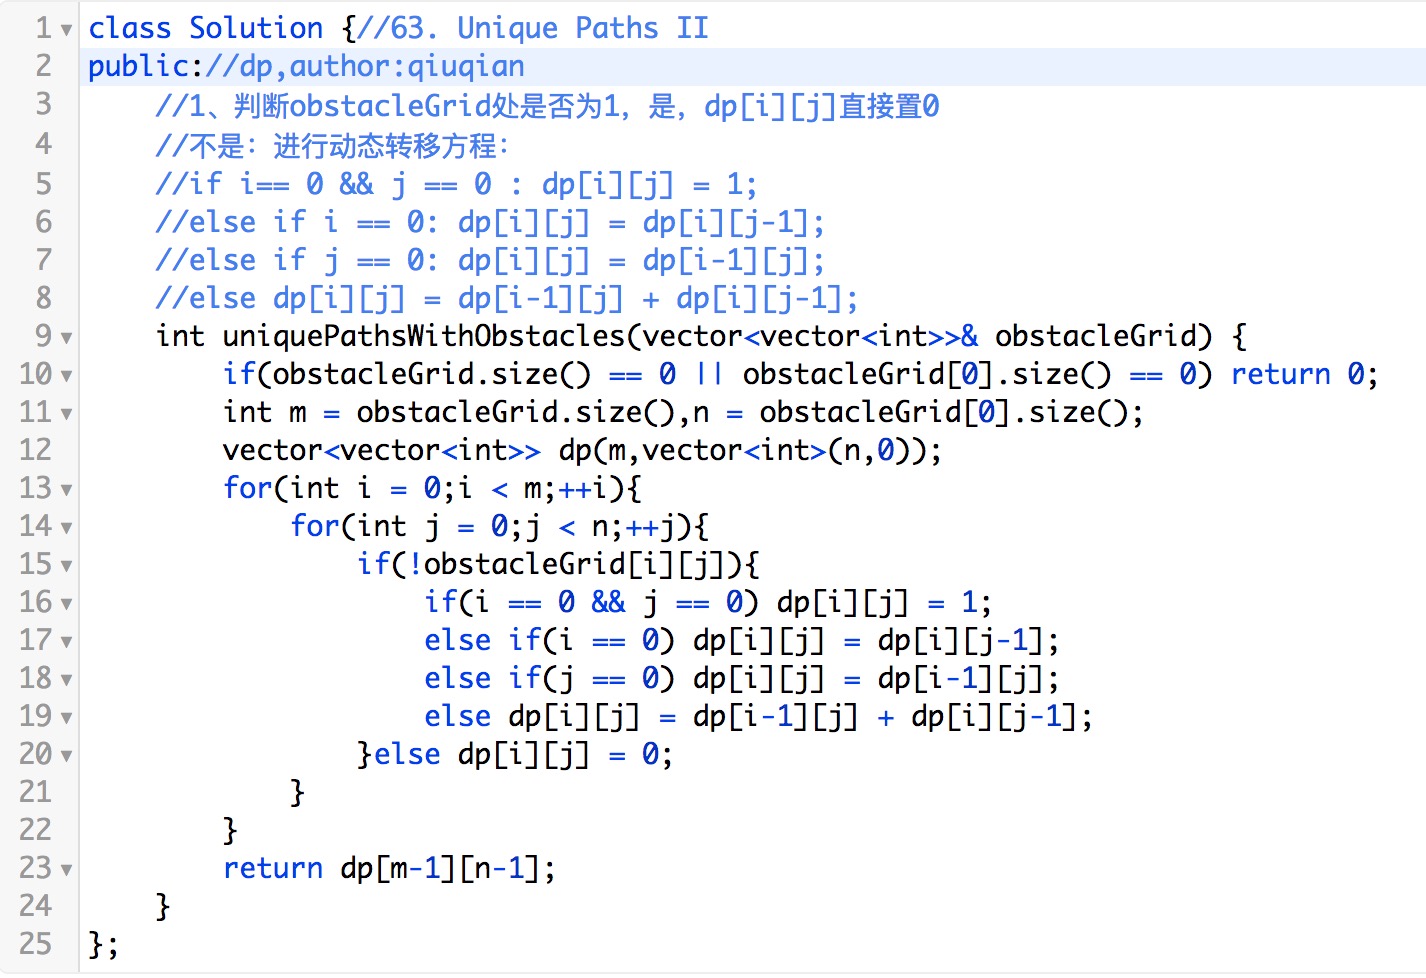 1 class Solution {//63. Unique Paths II
2 public://dp,author:qiuqian
3     //1、判断obstacleGrid处是否为1，是，dp[i][j]直接置0
4     //不是：进行动态转移方程：
5     //if i== 0 && j == 0 : dp[i][j] = 1;
6     //else if i == 0: dp[i][j] = dp[i][j-1];
7     //else if j == 0: dp[i][j] = dp[i-1][j];
8     //else dp[i][j] = dp[i-1][j] + dp[i][j-1];
9     int uniquePathsWithObstacles(vector<vector<int>>& obstacleGrid) {
10         if(obstacleGrid.size() == 0 || obstacleGrid[0].size() == 0) return 0;
11         int m = obstacleGrid.size(),n = obstacleGrid[0].size();
12         vector<vector<int>> dp(m,vector<int>(n,0));
13         for(int i = 0;i < m;++i){
14             for(int j = 0;j < n;++j){
15                 if(!obstacleGrid[i][j]){
16                     if(i == 0 && j == 0) dp[i][j] = 1;
17                     else if(i == 0) dp[i][j] = dp[i][j-1];
18                     else if(j == 0) dp[i][j] = dp[i-1][j];
19                     else dp[i][j] = dp[i-1][j] + dp[i][j-1];
20                 }else dp[i][j] = 0;
21             }
22         }
23         return dp[m-1][n-1];
24     }
25 };